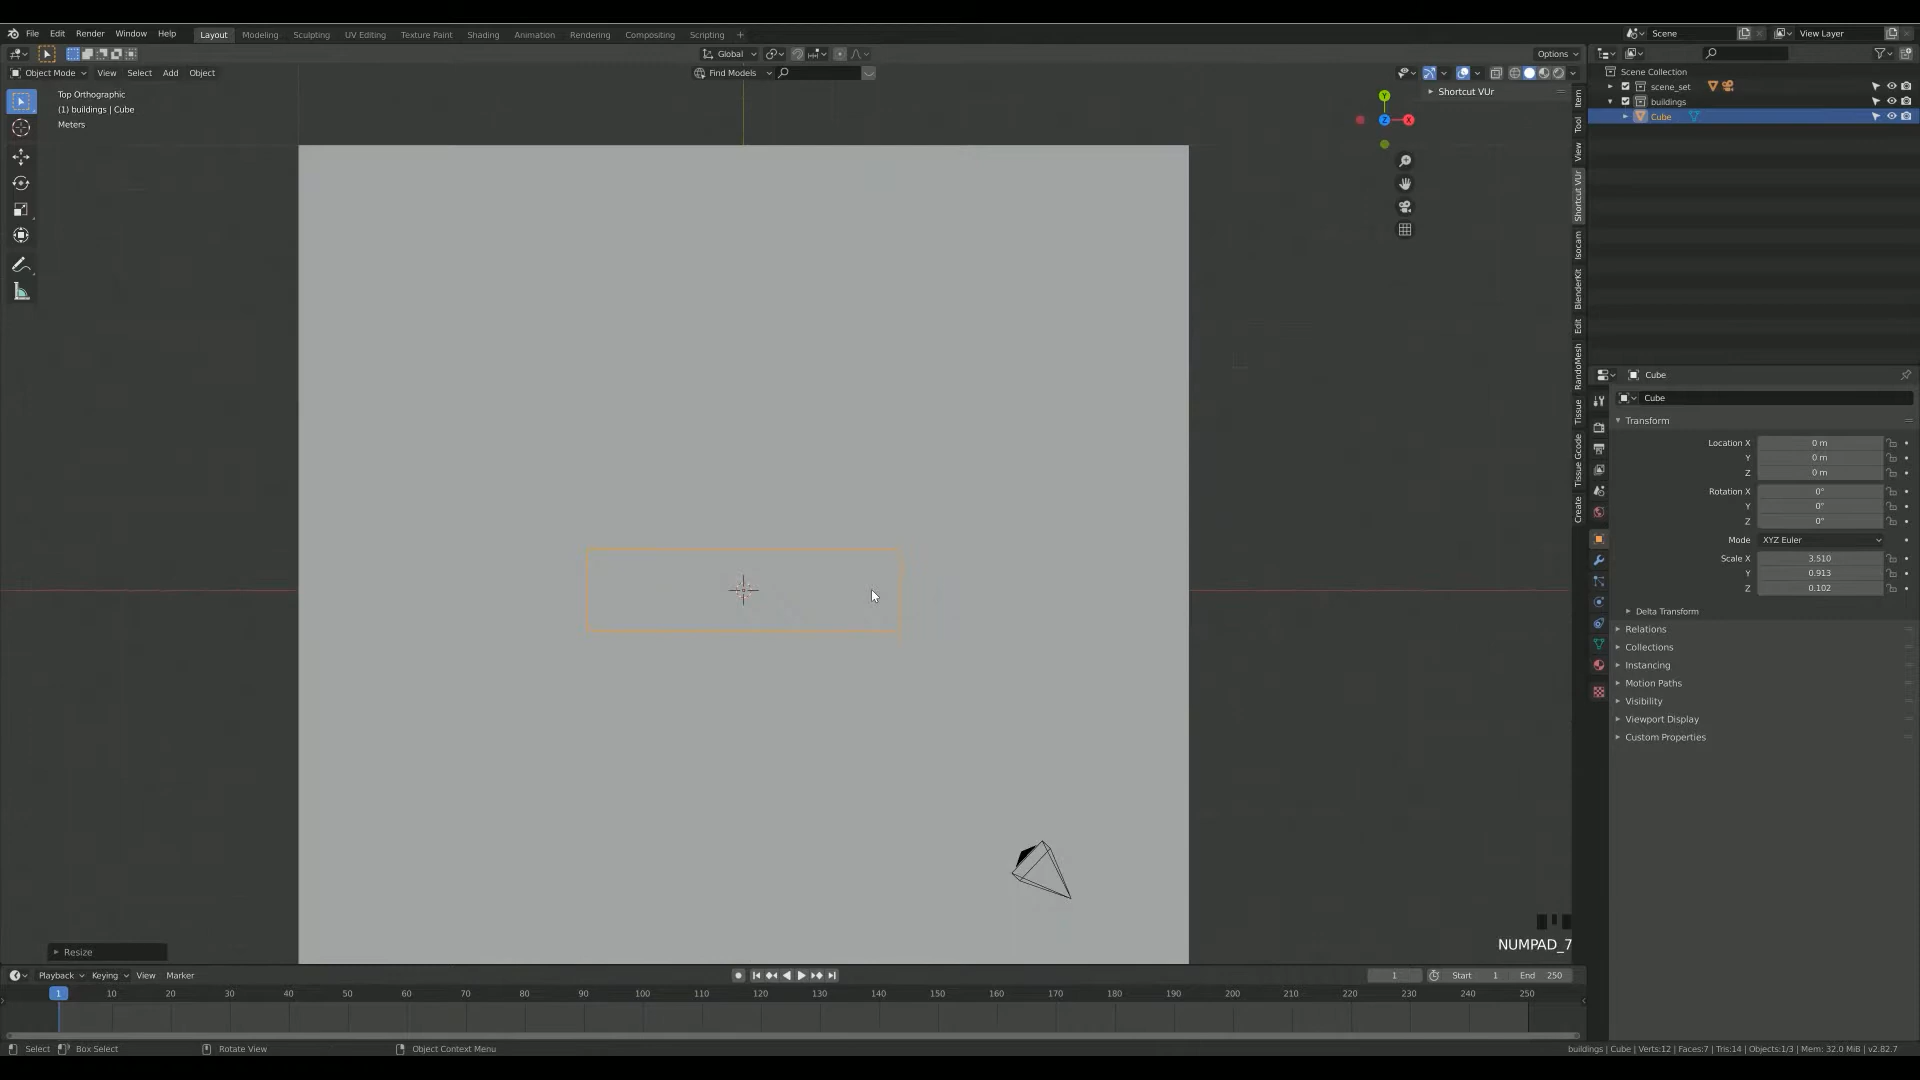 File Edit Render Window Help Layout Modeling Sculpting UV Editing Texture Paint Shading Animation Rendering Compositing Scripting + Scene View Layer
Global Options
Object Mode View Select Add Object Find Models
Top Orthographic
(1) buildings | Cube
Meters
Y
Z
X
Shortcut VUr
Item
Tool
View
Shortcut VUr
Isocam
BlenderKit
Edit
RandoMesh
Tissue
Tissue Gcode
Create
Scene Collection
scene_set
buildings
Cube
Cube
Cube
Transform
Location X 0 m
Y 0 m
Z 0 m
Rotation X 0°
Y 0°
Z 0°
Mode XYZ Euler
Scale X 3.510
Y 0.913
Z 0.102
Delta Transform
Relations
Collections
Instancing
Motion Paths
Visibility
Viewport Display
Custom Properties
Resize
NUMPAD_7
Playback Keying View Marker 1 Start 1 End 250
1 10 20 30 40 50 60 70 80 90 100 110 120 130 140 150 160 170 180 190 200 210 220 230 240 250
Select Box Select Rotate View Object Context Menu buildings | Cube | Verts:12 | Faces:7 | Tris:14 | Objects:1/3 | Mem: 32.0 MiB | v2.82.7